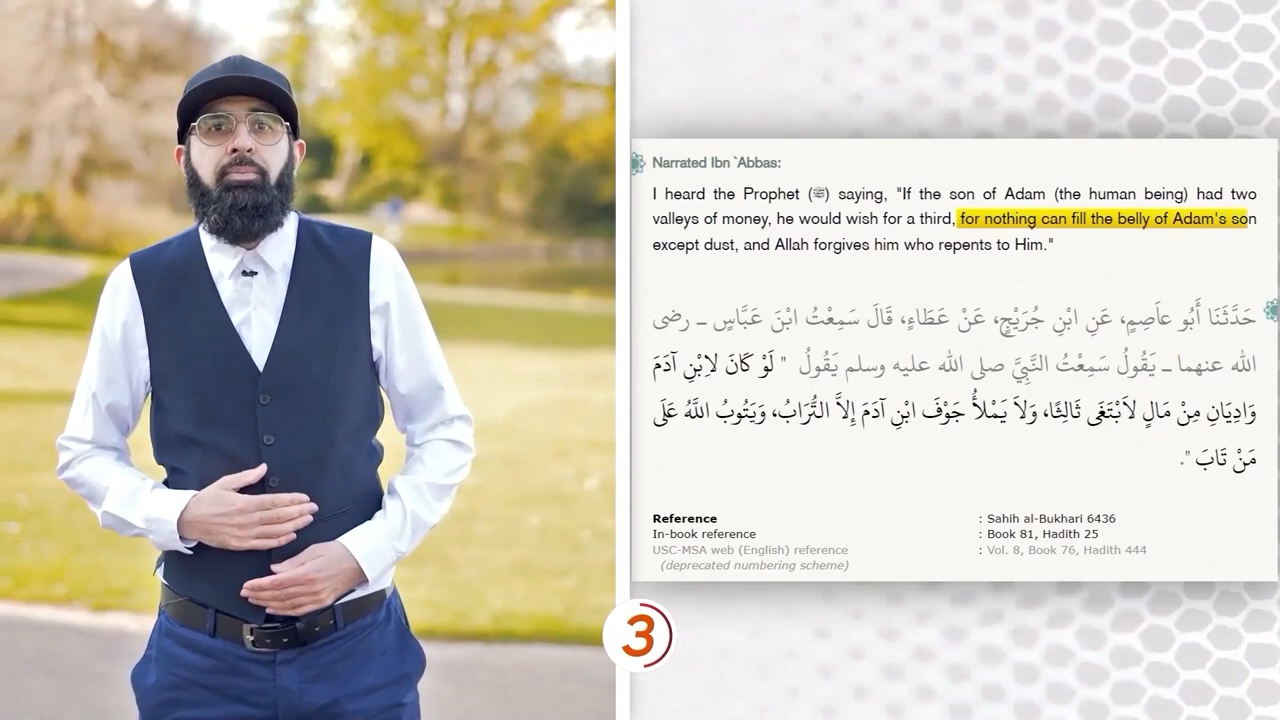 Narrated Ibn `Abbas:
I heard the Prophet (ﷺ) saying, "If the son of Adam (the human being) had two
valleys of money, he would wish for a third, for nothing can fill the belly of Adam's son
except dust, and Allah forgives him who repents to Him."
حَدَّثَنَا أَبُو عَاصِمٍ، عَنِ ابْنِ جُرَيْجٍ، عَنْ عَطَاءٍ، قَالَ سَمِعْتُ ابْنَ عَبَّاسٍ ـ رضى
الله عنهما ـ يَقُولُ سَمِعْتُ النَّبِيَّ صلى الله عليه وسلم يَقُولُ " لَوْ كَانَ لاِبْنِ آدَمَ
وَادِيَانِ مِنْ مَالٍ لاَبْتَغَى ثَالِثًا، وَلاَ يَمْلأُ جَوْفَ ابْنِ آدَمَ إِلاَّ التُّرَابُ، وَيَتُوبُ اللَّهُ عَلَى
مَنْ تَابَ ".
Reference : Sahih al-Bukhari 6436
In-book reference : Book 81, Hadith 25
USC-MSA web (English) reference : Vol. 8, Book 76, Hadith 444
(deprecated numbering scheme)
3